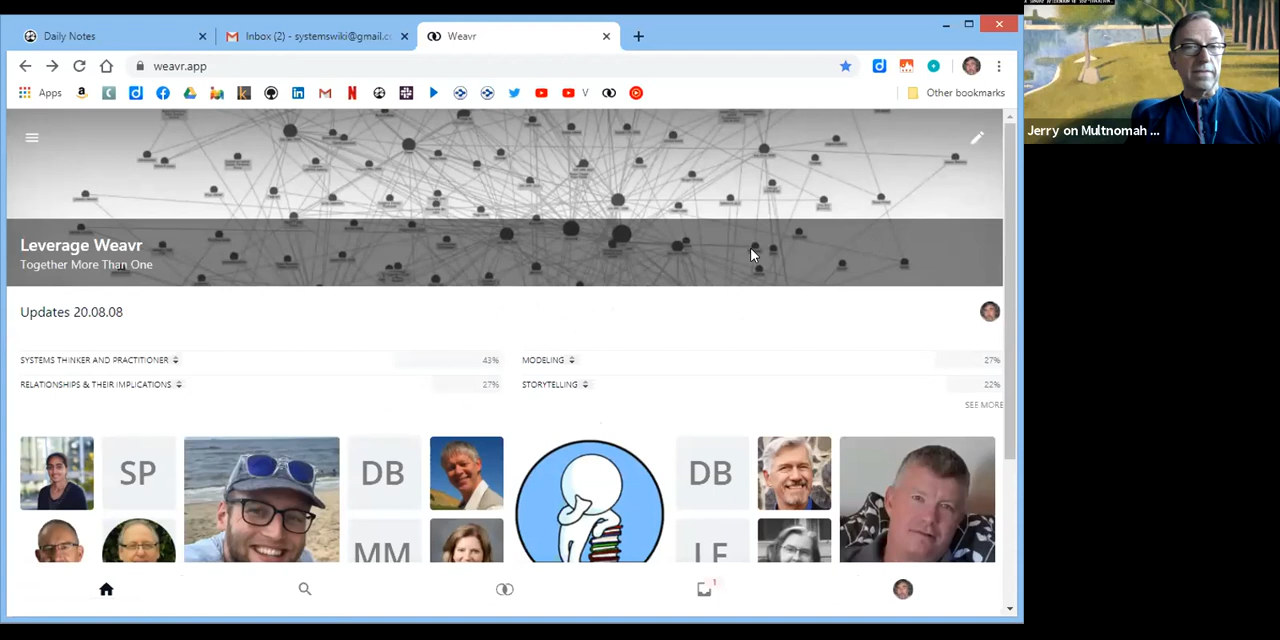 Daily Notes
Inbox (2) - systemswiki@gmail.c
Weavr
weavr.app
Apps
V
Other bookmarks
Jerry on Multnomah ...
Leverage Weavr
Together More Than One
Updates 20.08.08
SYSTEMS THINKER AND PRACTITIONER 43%
MODELING 27%
RELATIONSHIPS & THEIR IMPLICATIONS 27%
STORYTELLING 22%
SEE MORE
SP
DB
DB
MM
LF
1